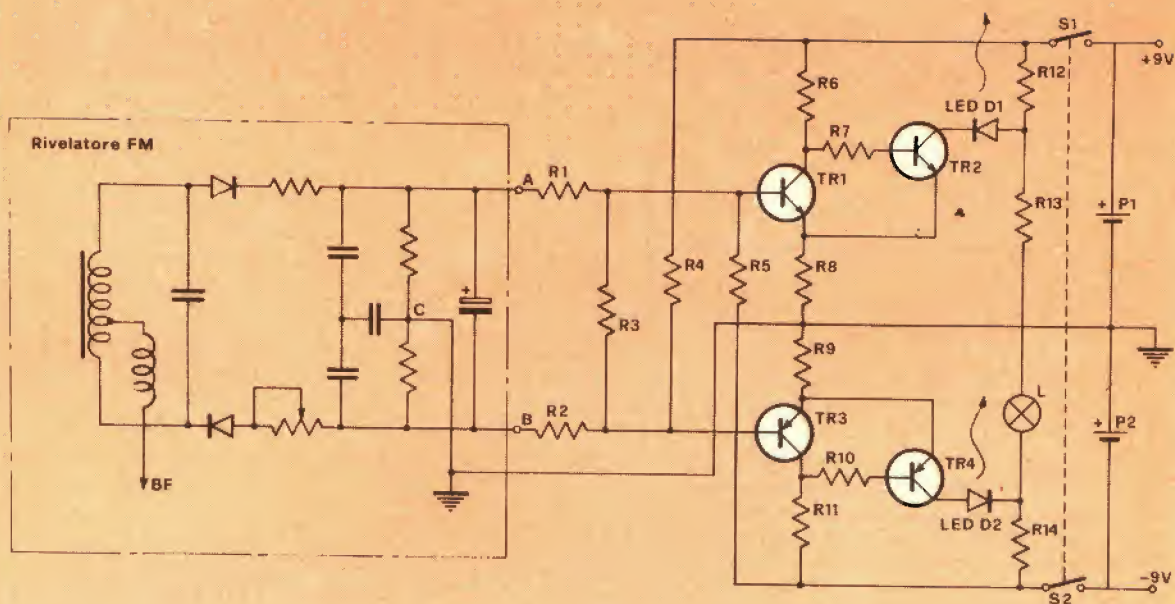 S1
+9V
R12
R6
LED D1
Rivelatore FM
R7
TR2
A
R1
TR1
R13
P1
+
R4
R5
R8
+
C
R3
R9
L
B
R2
TR3
P2
+
TR4
R10
BF
R11
LED D2
R14
S2
-9V